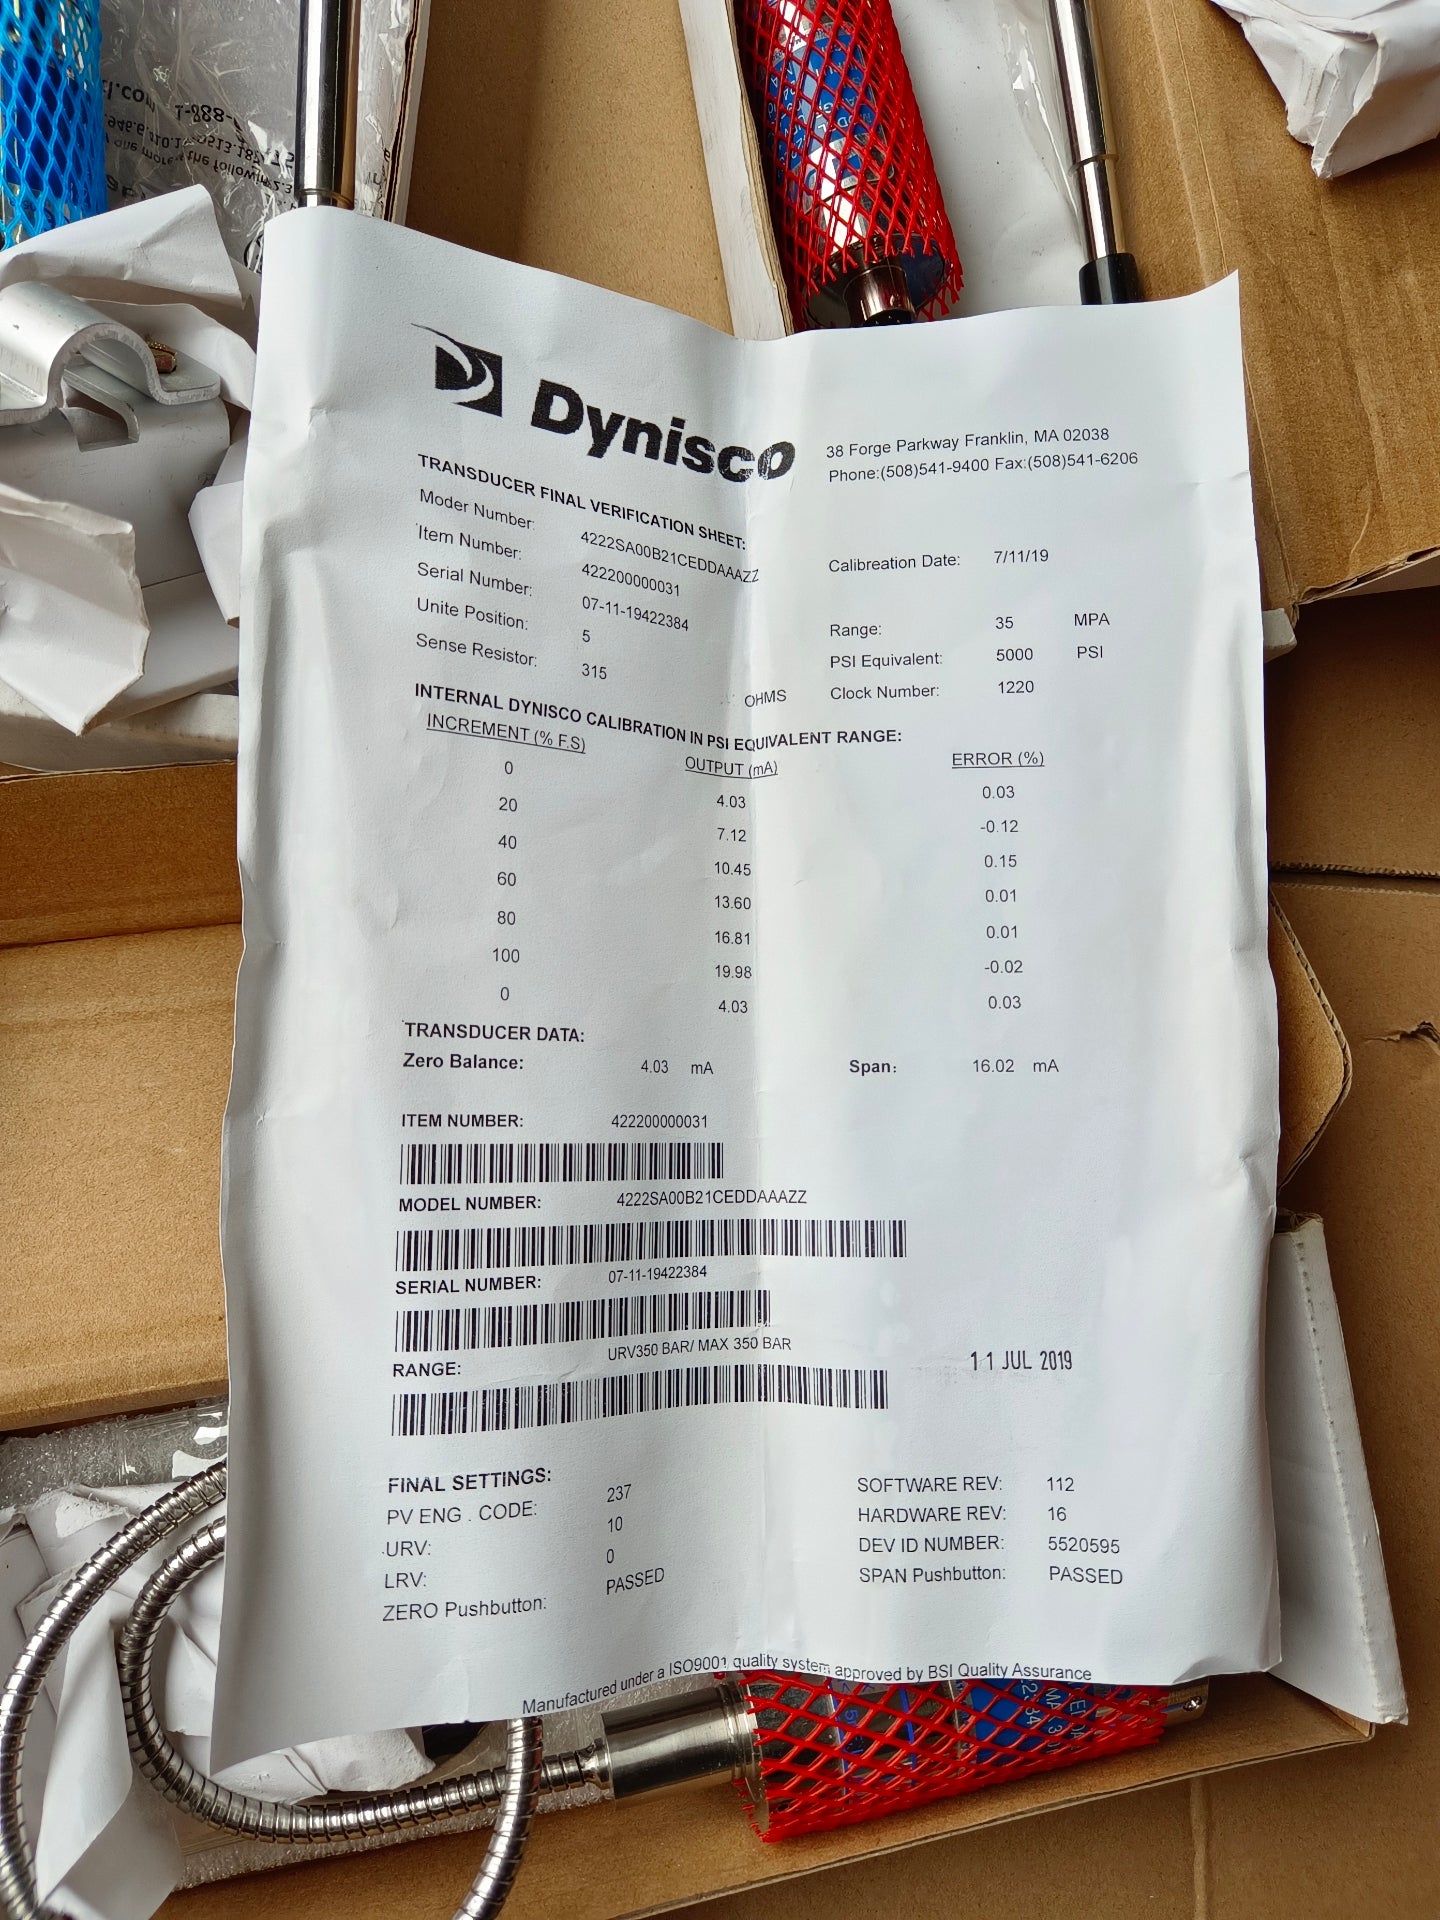 1-888-
Dynisco
38 Forge Parkway Franklin, MA 02038
Phone:(508)541-9400 Fax:(508)541-6206
TRANSDUCER FINAL VERIFICATION SHEET:
Moder Number: 4222SA00B21CEDDAAAZZ
Item Number: 422200000031
Calibreation Date: 7/11/19
Serial Number: 07-11-19422384
Unite Position: 5
Range: 35 MPA
Sense Resistor: 315 OHMS
PSI Equivalent: 5000 PSI
Clock Number: 1220
INTERNAL DYNISCO CALIBRATION IN PSI EQUIVALENT RANGE:
INCREMENT (% F.S) OUTPUT (mA) ERROR (%)
0 4.03 0.03
20 7.12 -0.12
40 10.45 0.15
60 13.60 0.01
80 16.81 0.01
100 19.98 -0.02
0 4.03 0.03
TRANSDUCER DATA:
Zero Balance: 4.03 mA Span: 16.02 mA
ITEM NUMBER: 422200000031
MODEL NUMBER: 4222SA00B21CEDDAAAZZ
SERIAL NUMBER: 07-11-19422384
RANGE: URV350 BAR/ MAX 350 BAR
11 JUL 2019
FINAL SETTINGS:
PV ENG . CODE: 237 SOFTWARE REV: 112
URV: 10 HARDWARE REV: 16
LRV: 0 DEV ID NUMBER: 5520595
ZERO Pushbutton: PASSED SPAN Pushbutton: PASSED
Manufactured under a ISO9001 quality system approved by BSI Quality Assurance